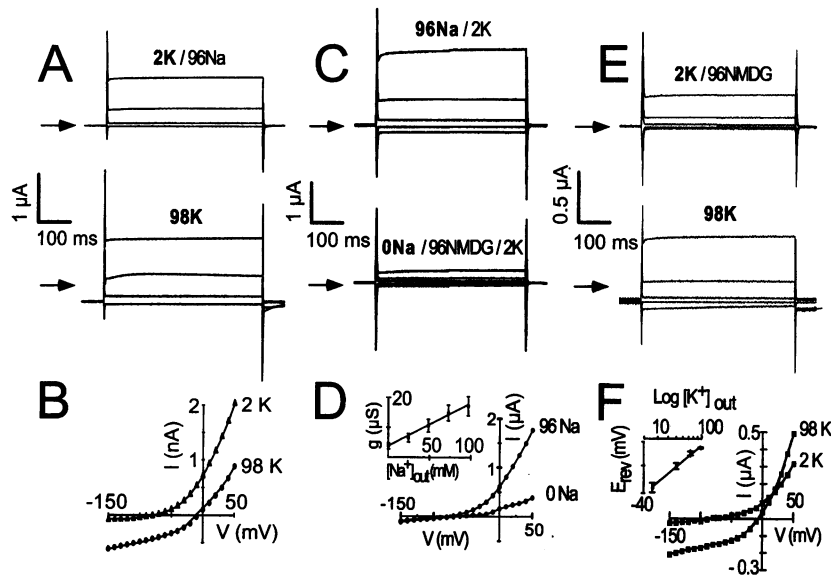 A
2K / 96Na
1 µA
100 ms
98K
C
96Na / 2K
1 µA
100 ms
0Na / 96NMDG / 2K
E
2K / 96NMDG
0.5 µA
100 ms
98K
B
I (nA)
2
1
2 K
98 K
-150
50
V (mV)
D
g (µS)
20
50
100
[Na+]out(mM)
I (µA)
2
1
96 Na
0 Na
-150
50
V (mV)
F
Log [K+] out
10
100
Erev (mV)
-40
I (µA)
0.5
98 K
2 K
-150
50
V (mV)
-0.3